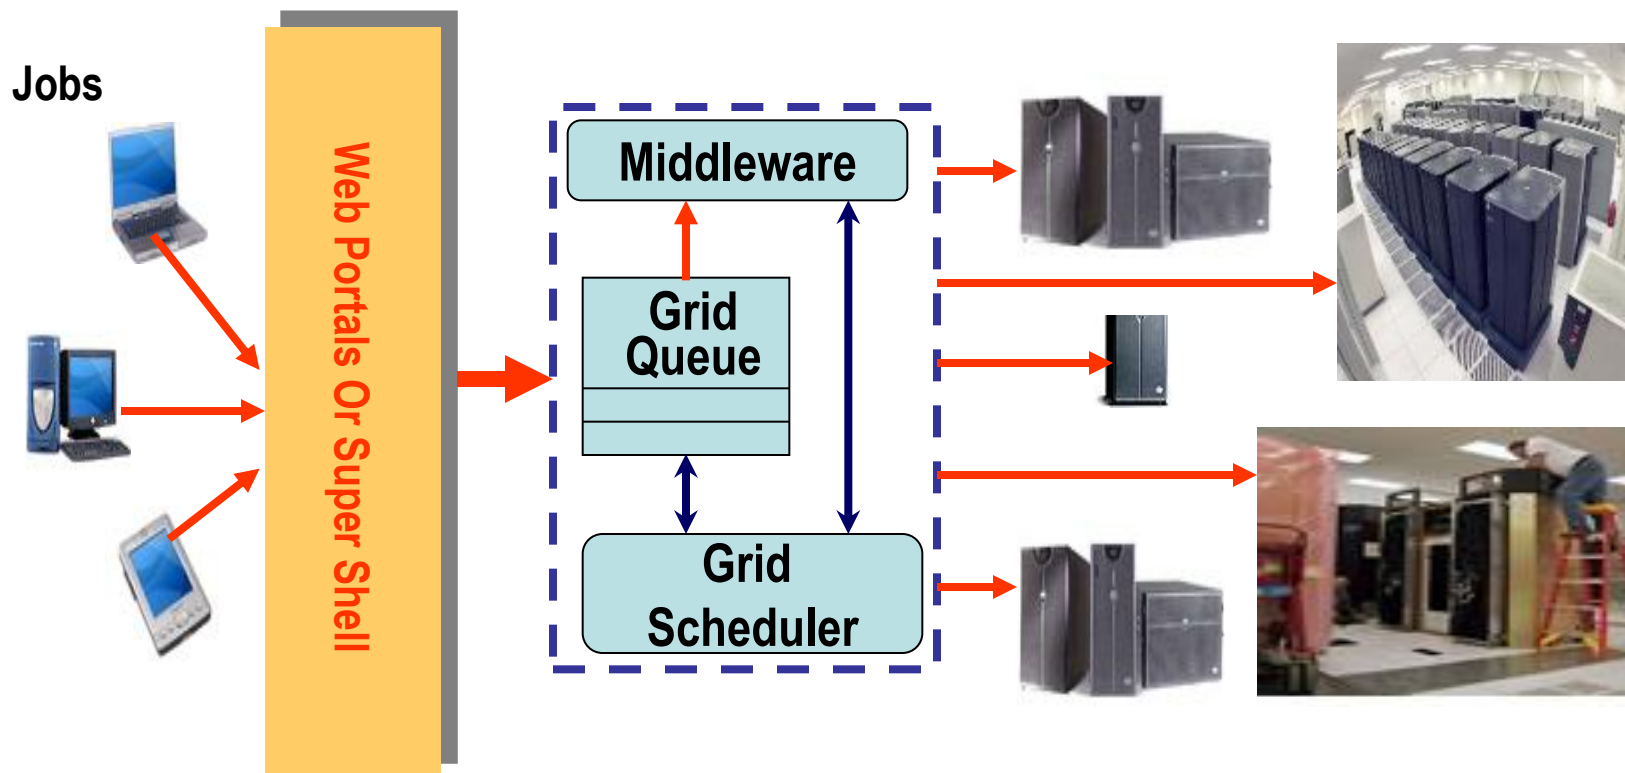 Jobs
Web Portals Or Super Shell
Middleware
Grid
Queue
Grid
Scheduler